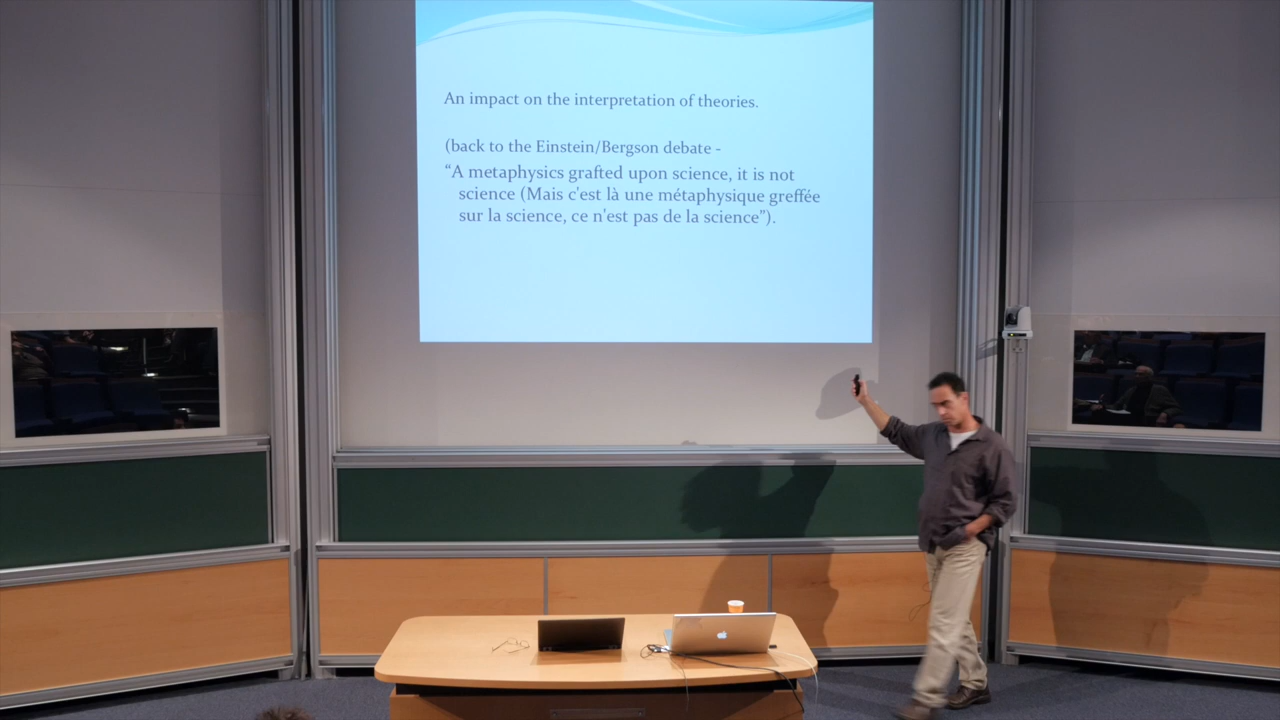 An impact on the interpretation of theories.
(back to the Einstein/Bergson debate -
“A metaphysics grafted upon science, it is not
science (Mais c'est là une métaphysique greffée
sur la science, ce n'est pas de la science”).